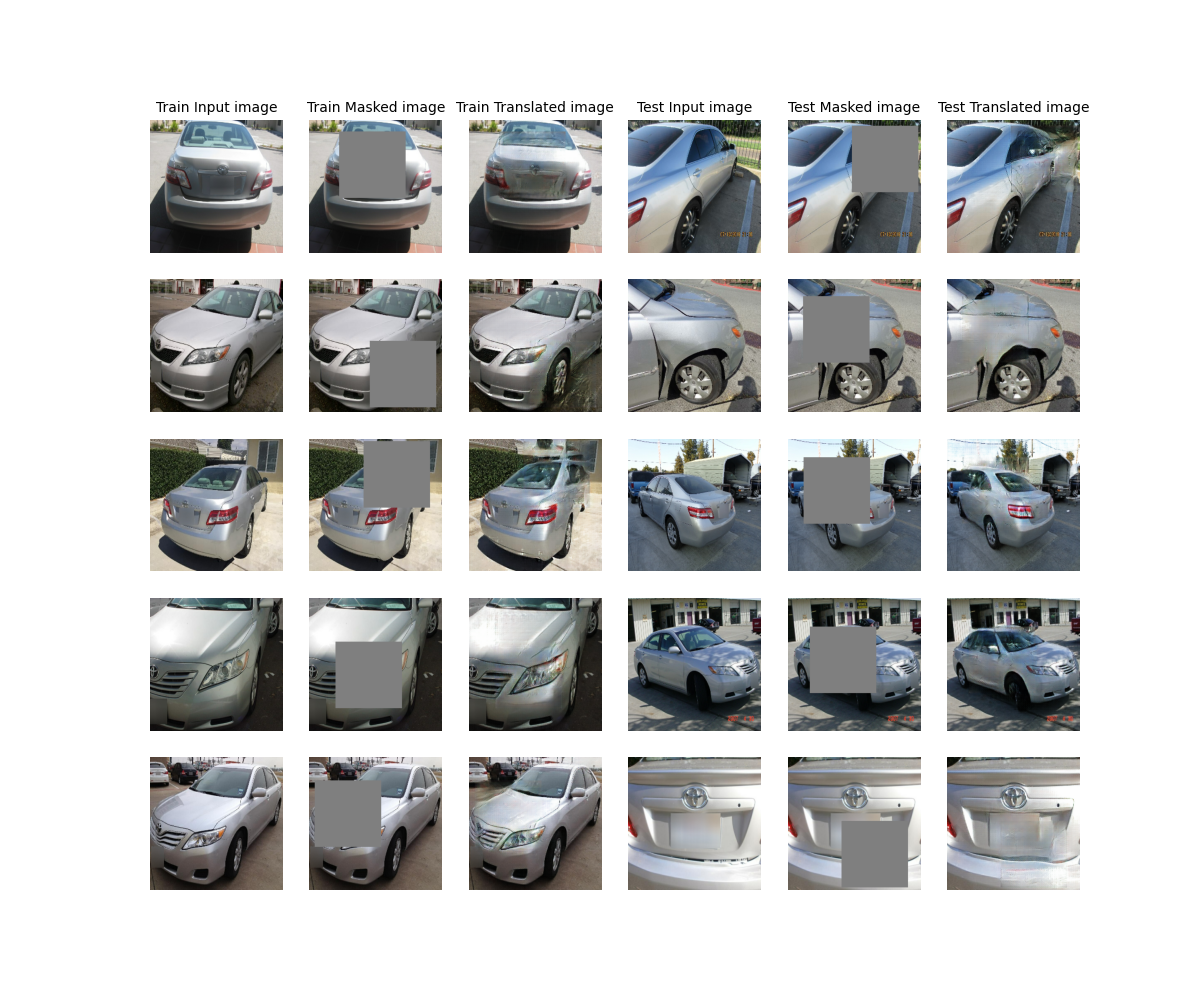 Train Input image
Train Masked image
Train Translated image
Test Input image
Test Masked image
Test Translated image